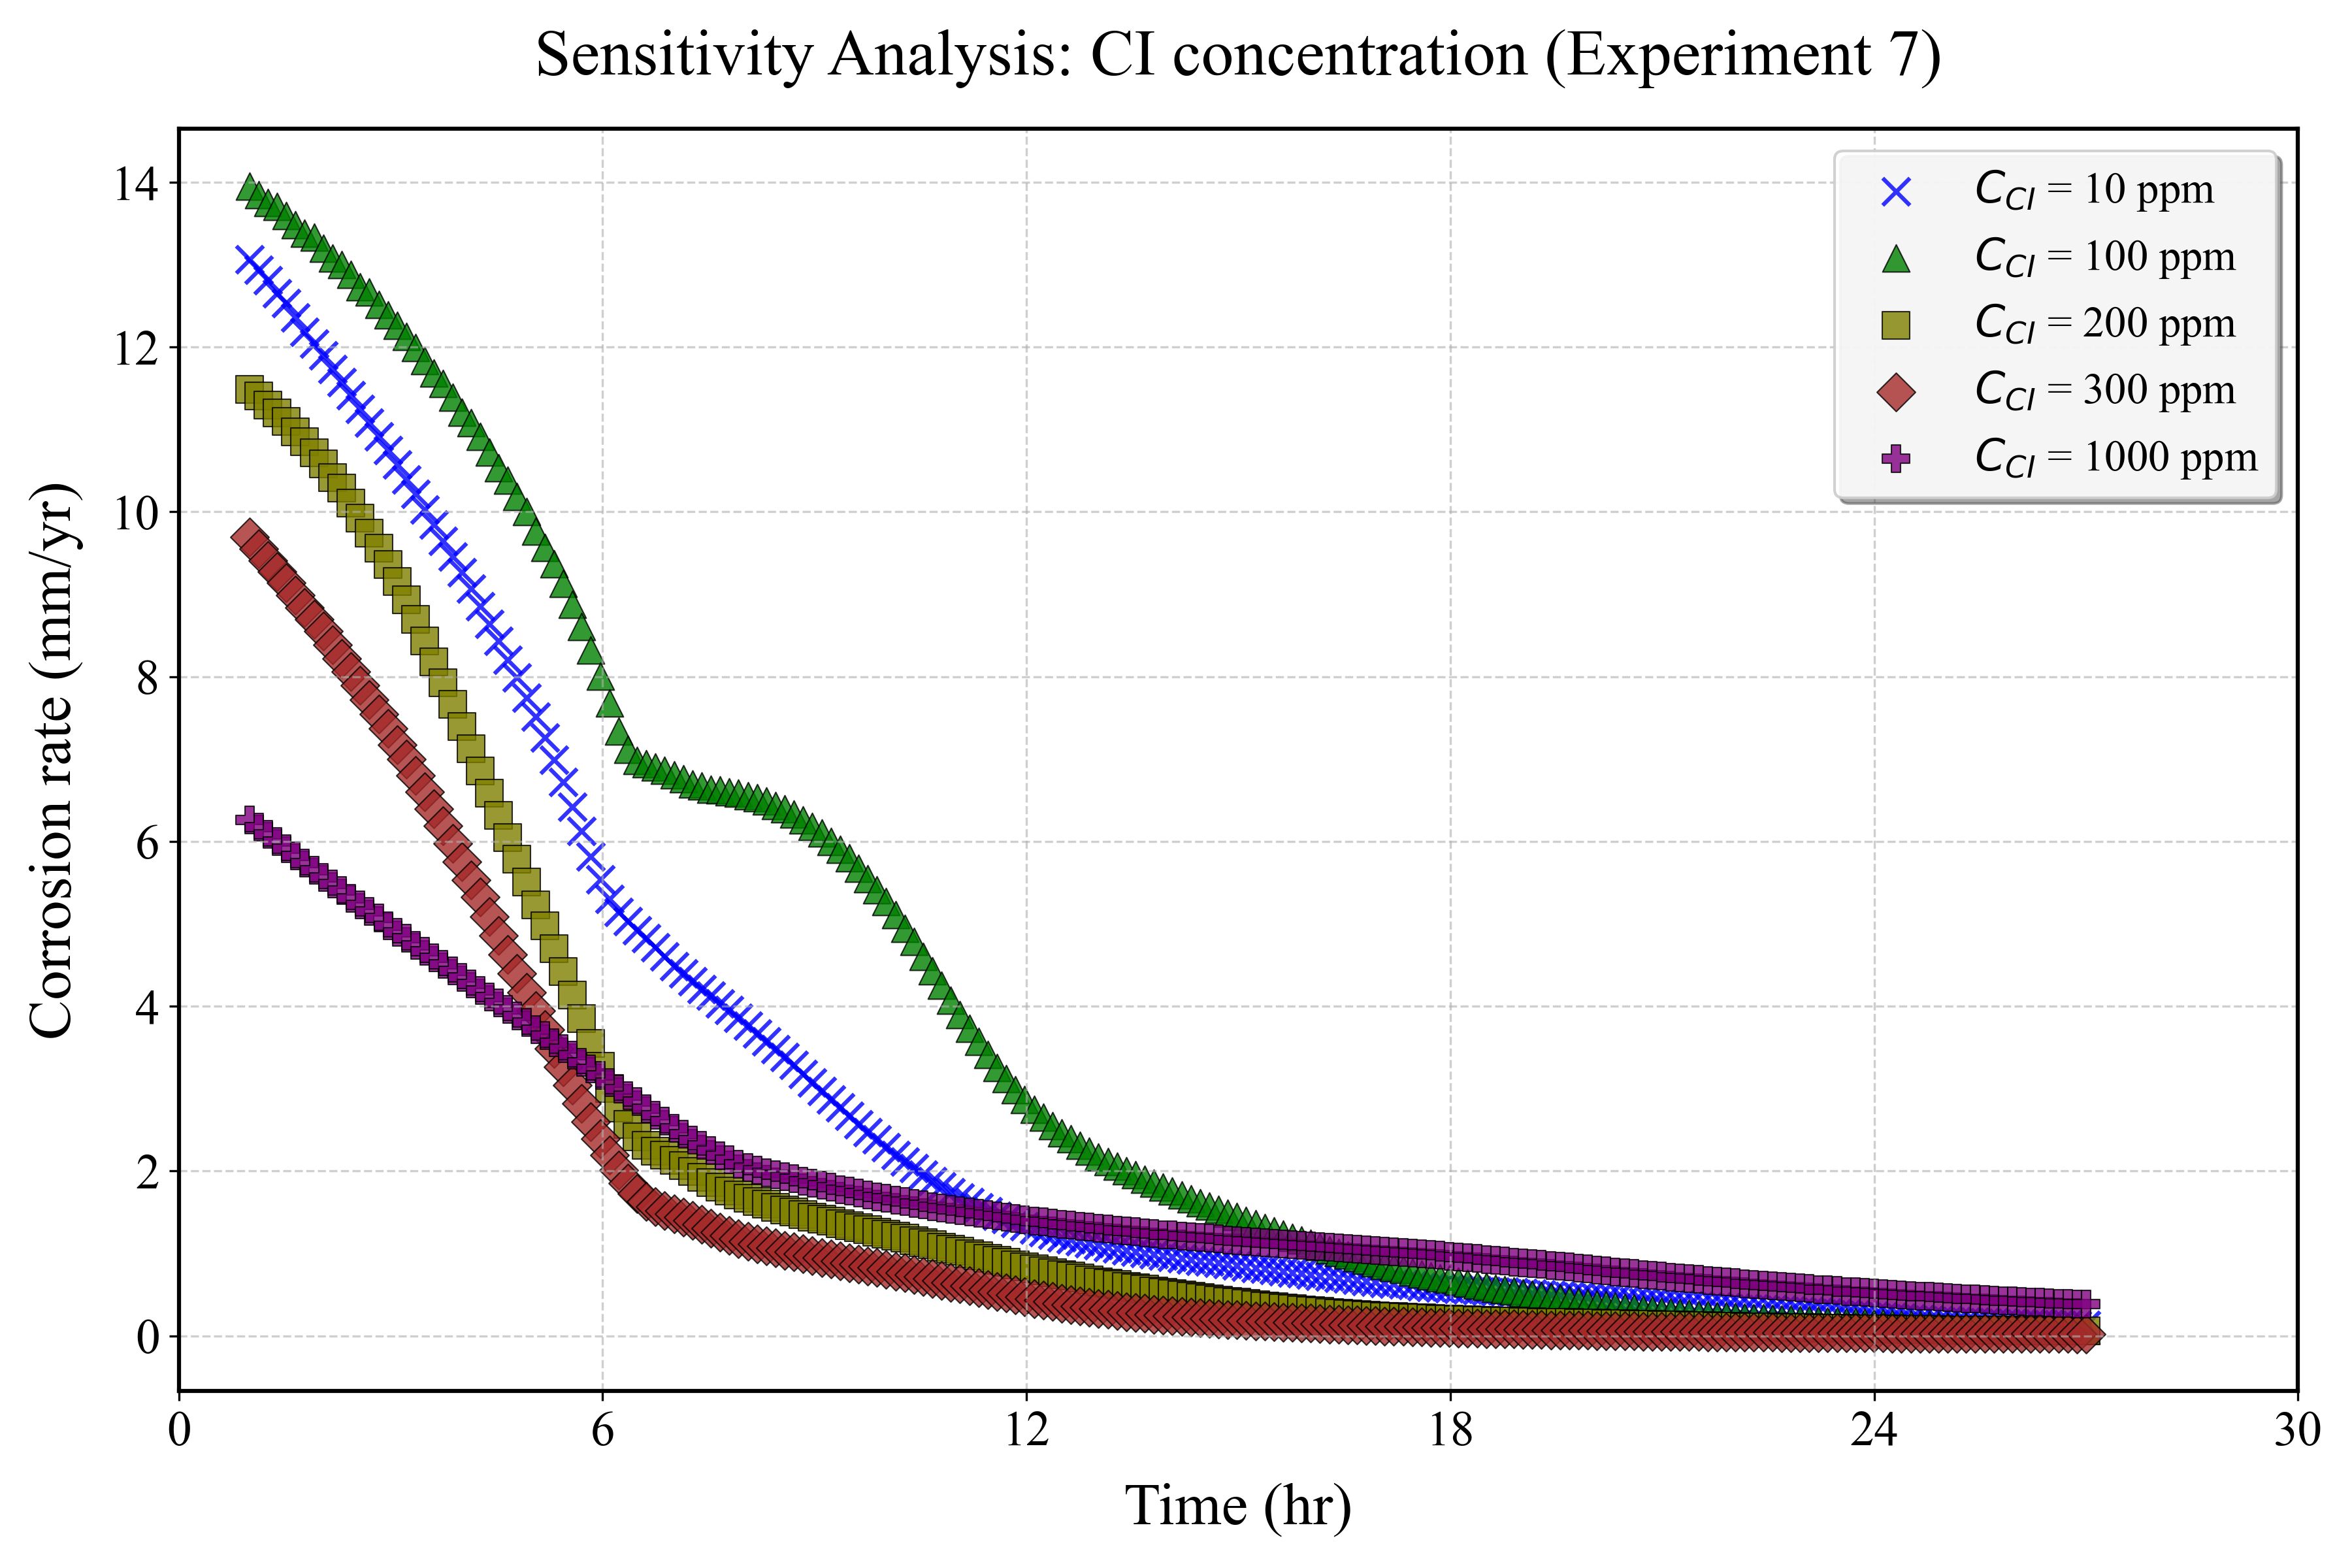 Sensitivity Analysis: CI concentration (Experiment 7)
14
12
10
8
6
4
2
0
Corrosion rate (mm/yr)
C_CI = 10 ppm
C_CI = 100 ppm
C_CI = 200 ppm
C_CI = 300 ppm
C_CI = 1000 ppm
0 6 12 18 24 30
Time (hr)